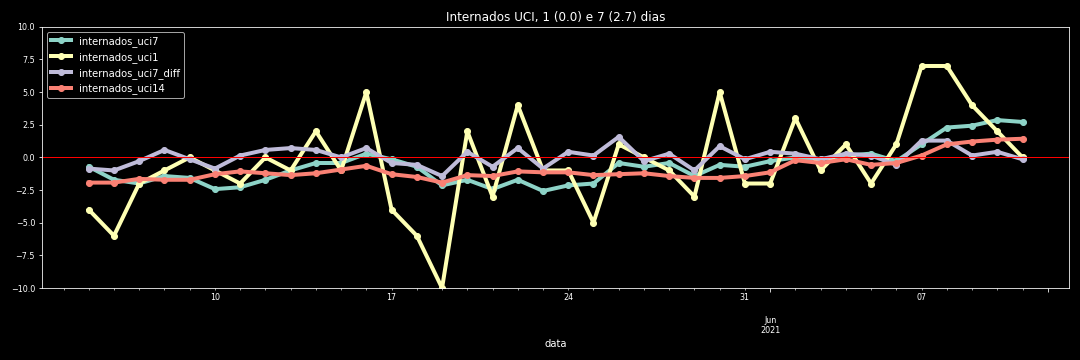 Internados UCI, 1 (0.0) e 7 (2.7) dias
internados_uci7
internados_uci1
internados_uci7_diff
internados_uci14
10.0
7.5
5.0
2.5
0.0
−2.5
−5.0
−7.5
−10.0
10
17
24
31
07
Jun
2021
data